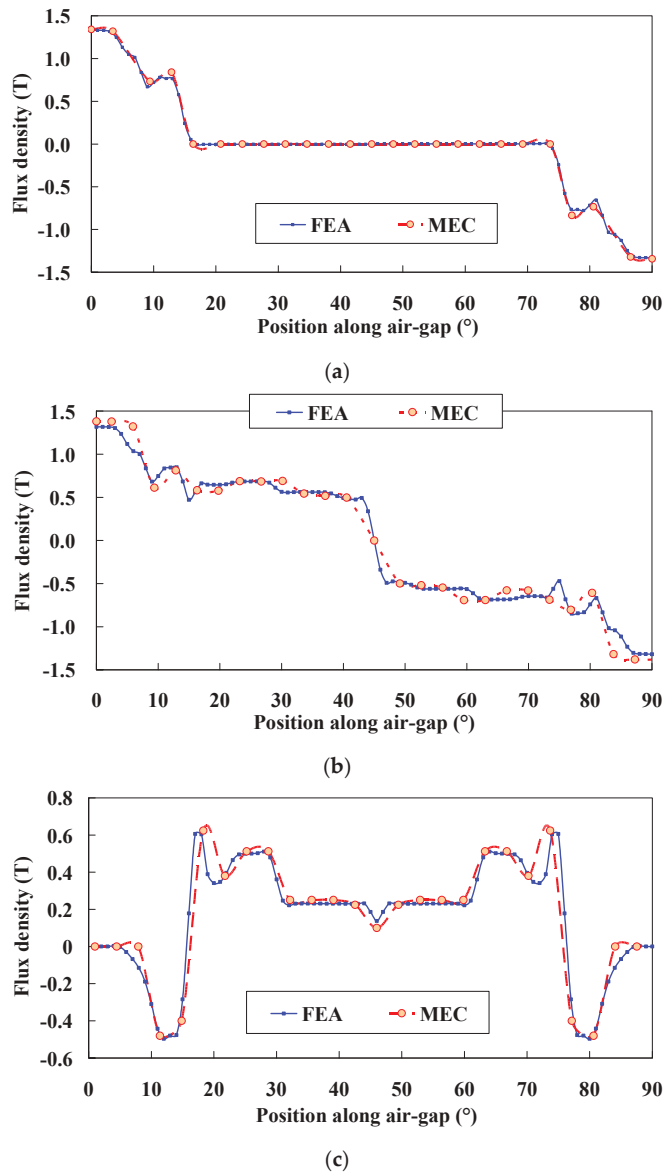 1.5
1.0
0.5
0.0
-0.5
-1.0
-1.5
Flux density (T)
FEA MEC
0 10 20 30 40 50 60 70 80 90
Position along air-gap (°)
(a)
FEA MEC
1.5
1.0
0.5
0.0
-0.5
-1.0
-1.5
Flux density (T)
0 10 20 30 40 50 60 70 80 90
Position along air-gap (°)
(b)
0.8
0.6
0.4
0.2
0
-0.2
-0.4
-0.6
Flux density (T)
FEA MEC
0 10 20 30 40 50 60 70 80 90
Position along air-gap (°)
(c)